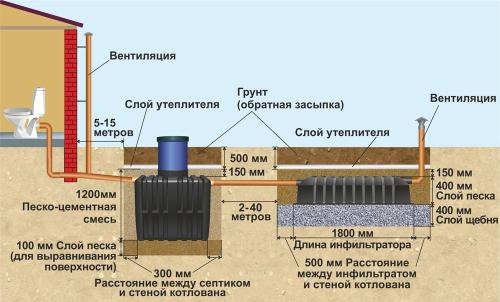 Вентиляция
Слой утеплителя
Грунт
(обратная засыпка)
Слой утеплителя
Вентиляция
5-15
метров
500 мм
150 мм
150 мм
400 мм
Слой песка
400 мм
Слой щебня
1200мм
Песко-цементная
смесь
2-40
метров
1800 мм
Длина инфильтратора
100 мм Слой песка
(для выравнивания
поверхности)
300 мм
Расстояние между септиком
и стеной котлована
500 мм Расстояние
между инфильтратом
и стеной котлована